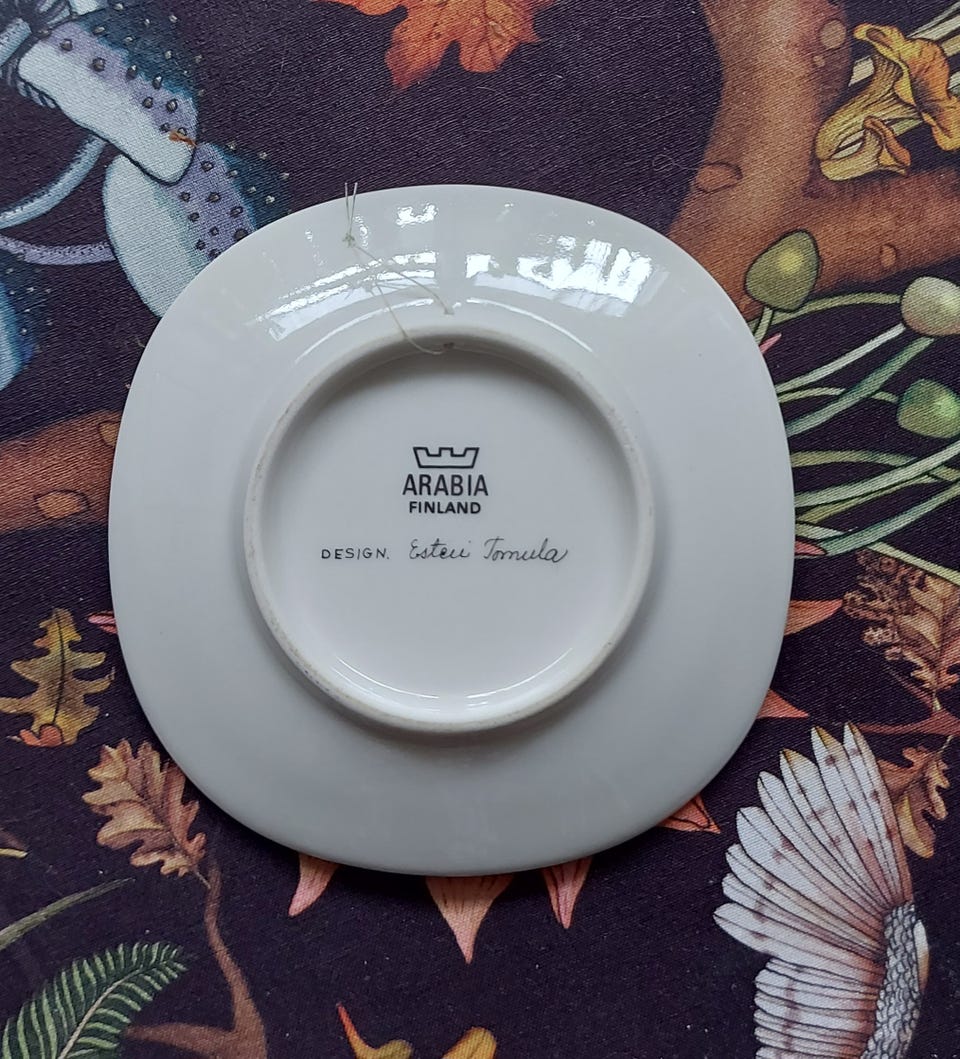 ARABIA
FINLAND
DESIGN. Esteri Tomula